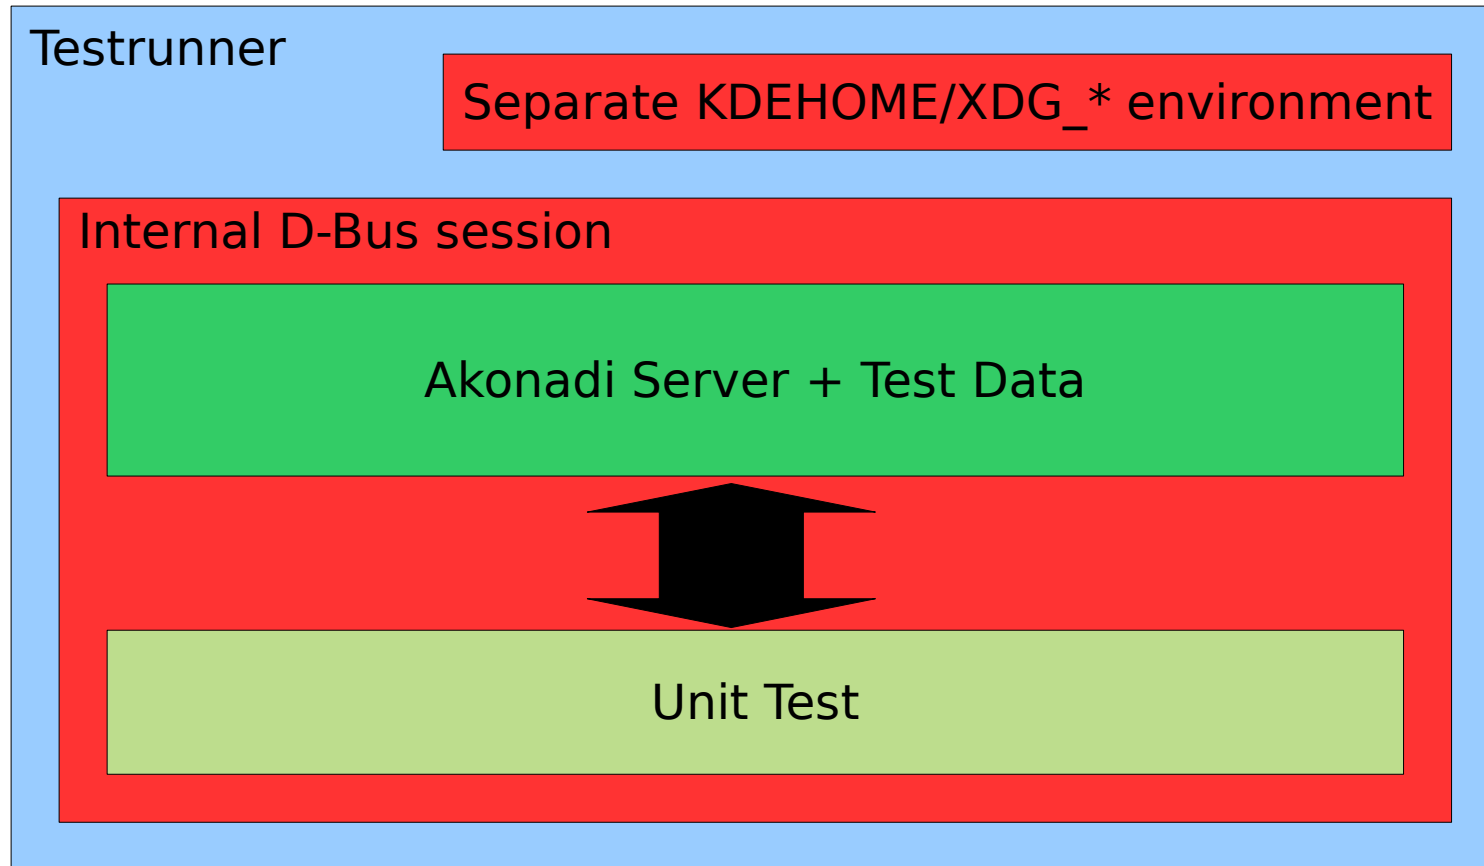 Testrunner
Separate KDEHOME/XDG_* environment
Internal D-Bus session
Akonadi Server + Test Data
Unit Test